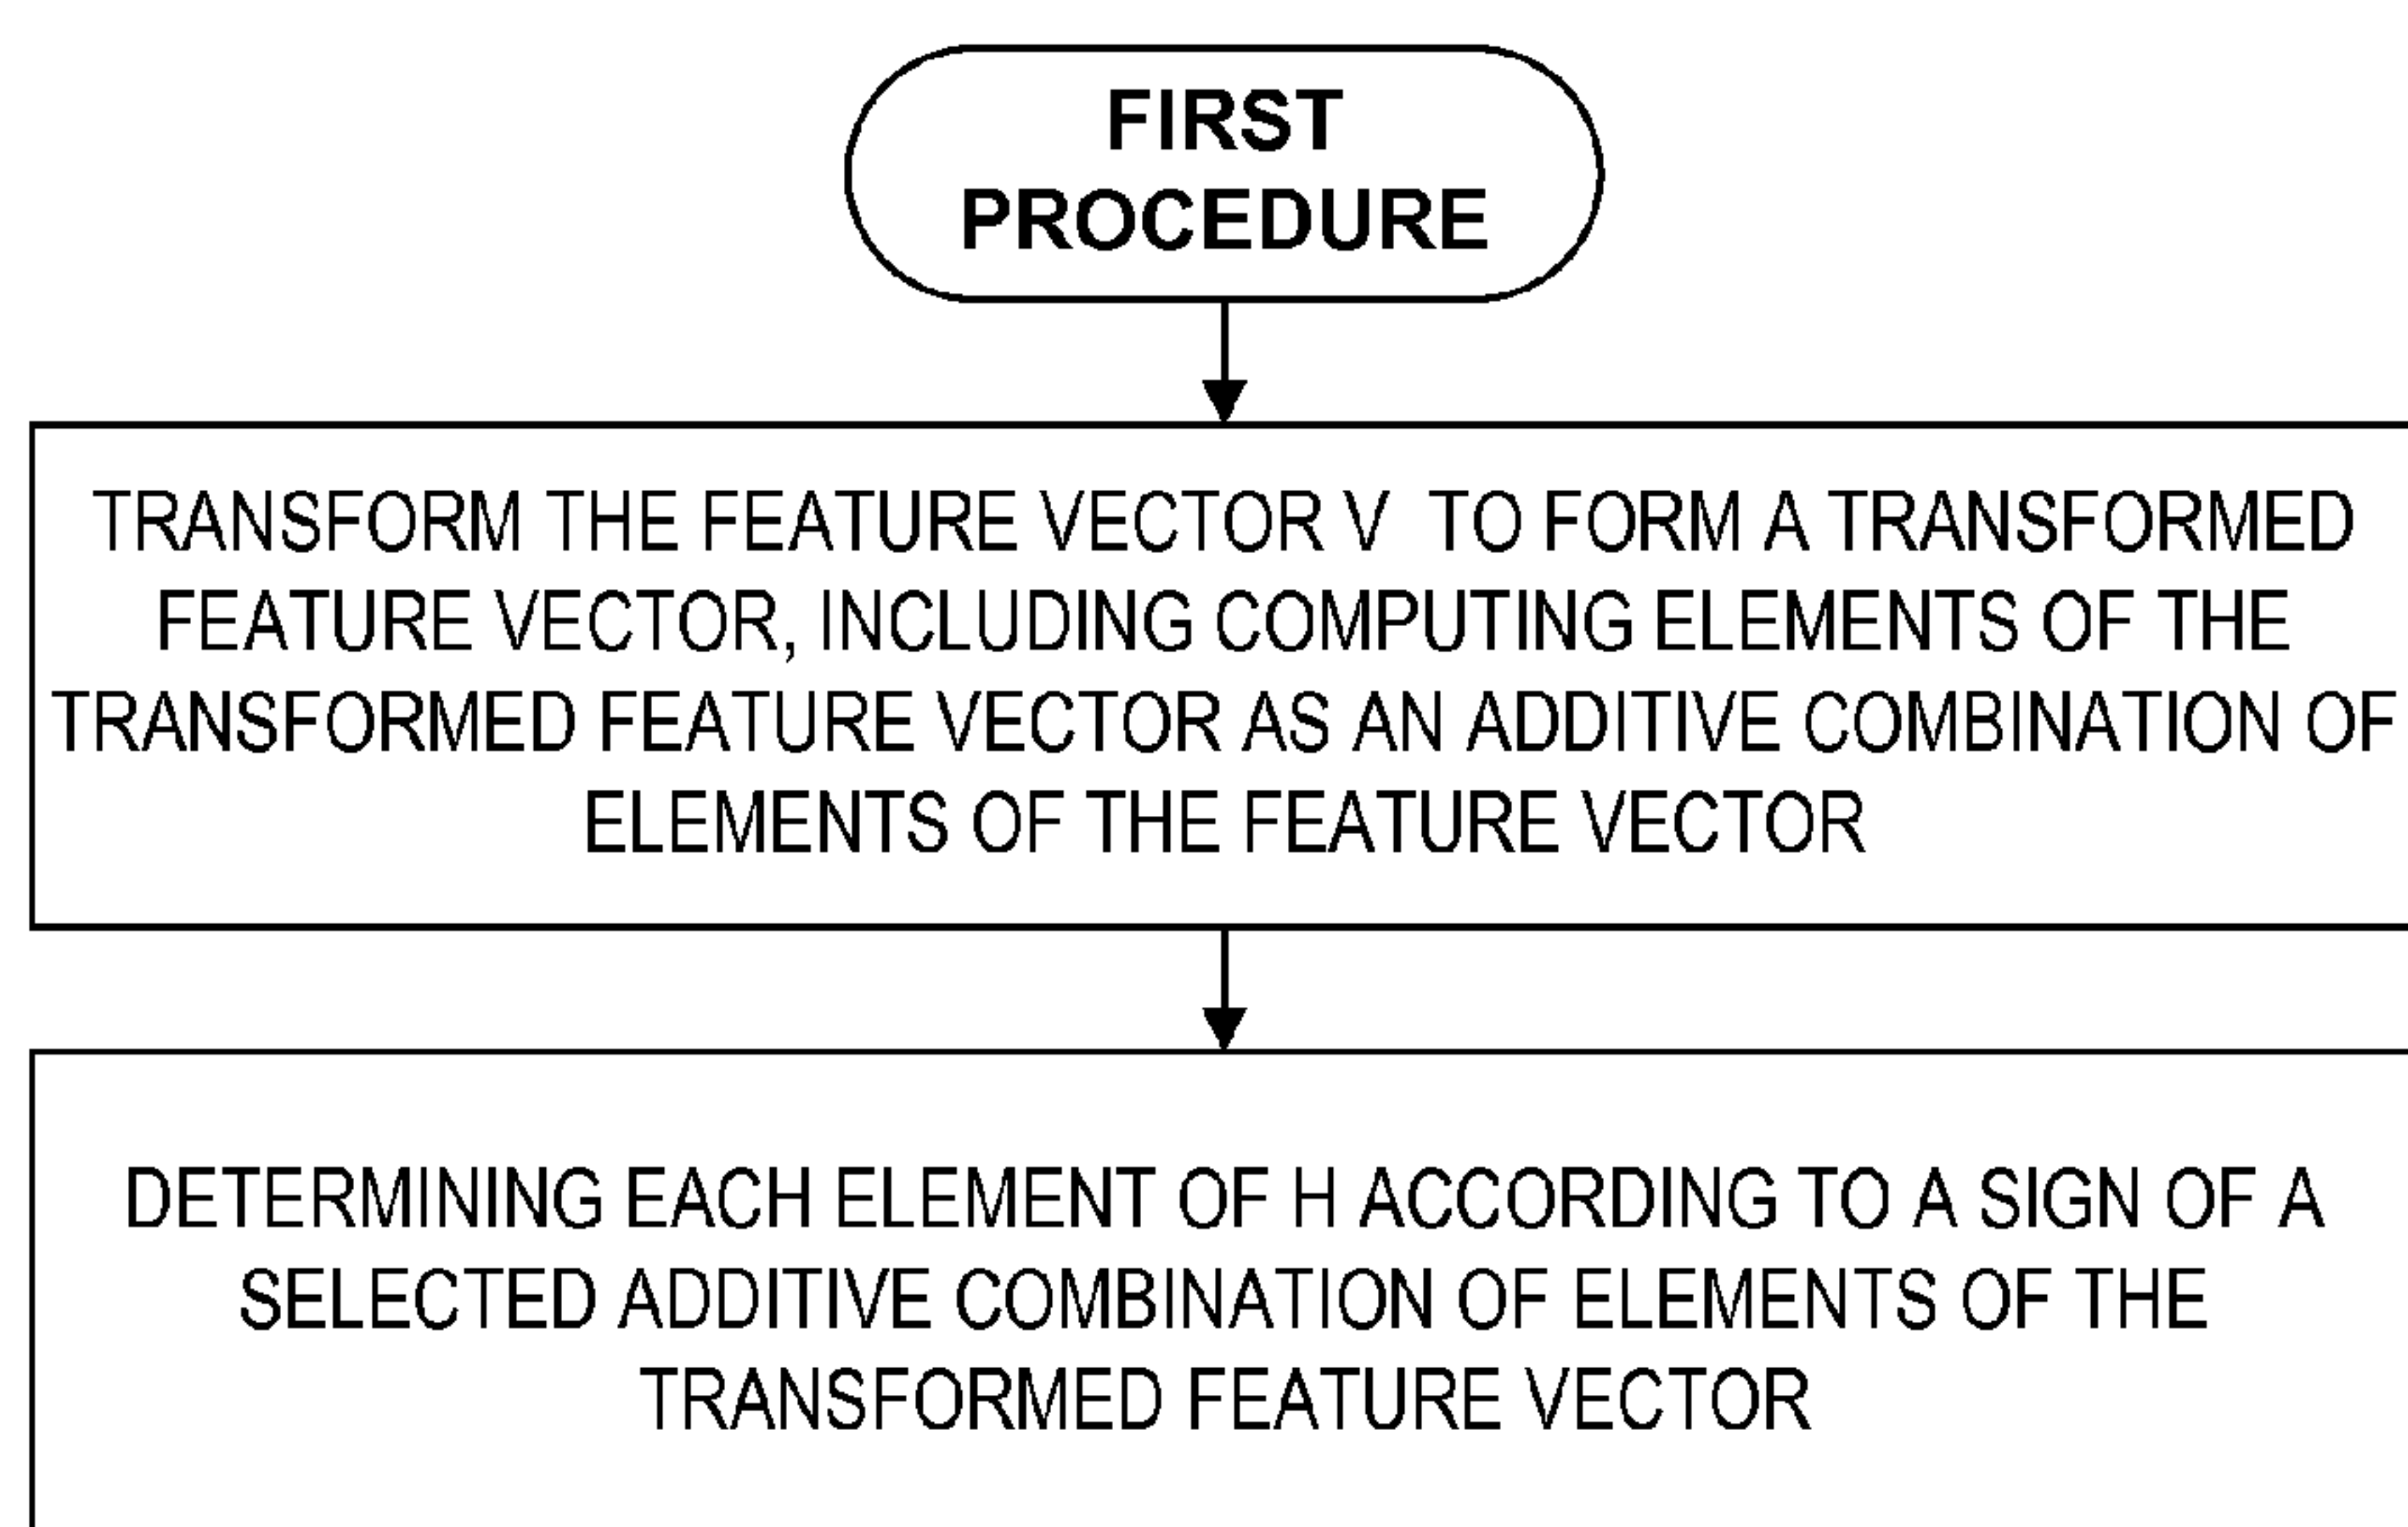 FIRST
PROCEDURE
TRANSFORM THE FEATURE VECTOR V TO FORM A TRANSFORMED
FEATURE VECTOR, INCLUDING COMPUTING ELEMENTS OF THE
TRANSFORMED FEATURE VECTOR AS AN ADDITIVE COMBINATION OF
ELEMENTS OF THE FEATURE VECTOR
DETERMINING EACH ELEMENT OF H ACCORDING TO A SIGN OF A
SELECTED ADDITIVE COMBINATION OF ELEMENTS OF THE
TRANSFORMED FEATURE VECTOR